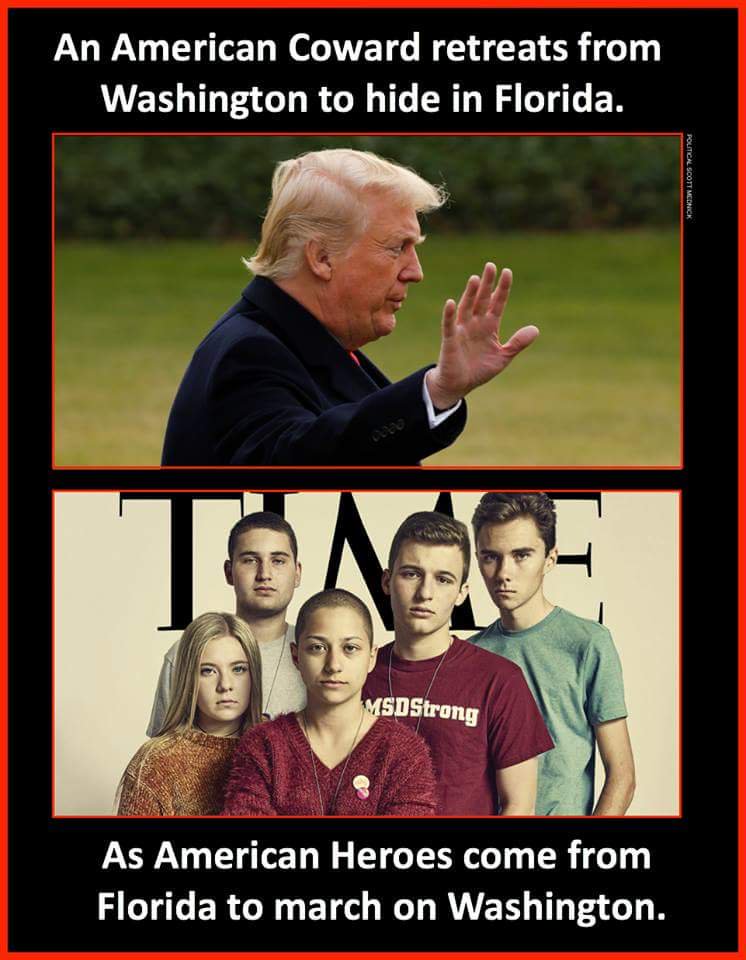 An American Coward retreats from
Washington to hide in Florida.
POLITICAL SCOTT MEDNICK
TIME
MSDStrong
As American Heroes come from
Florida to march on Washington.